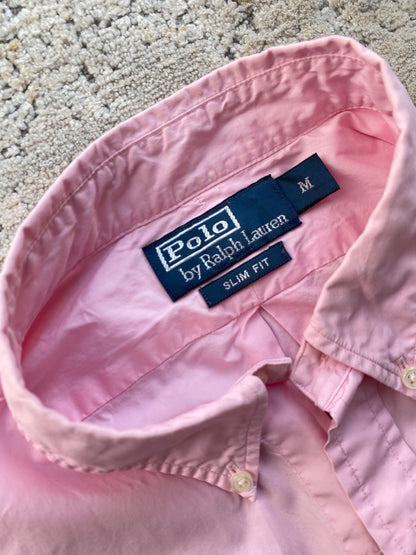 Polo
by Ralph Lauren
M
SLIM FIT